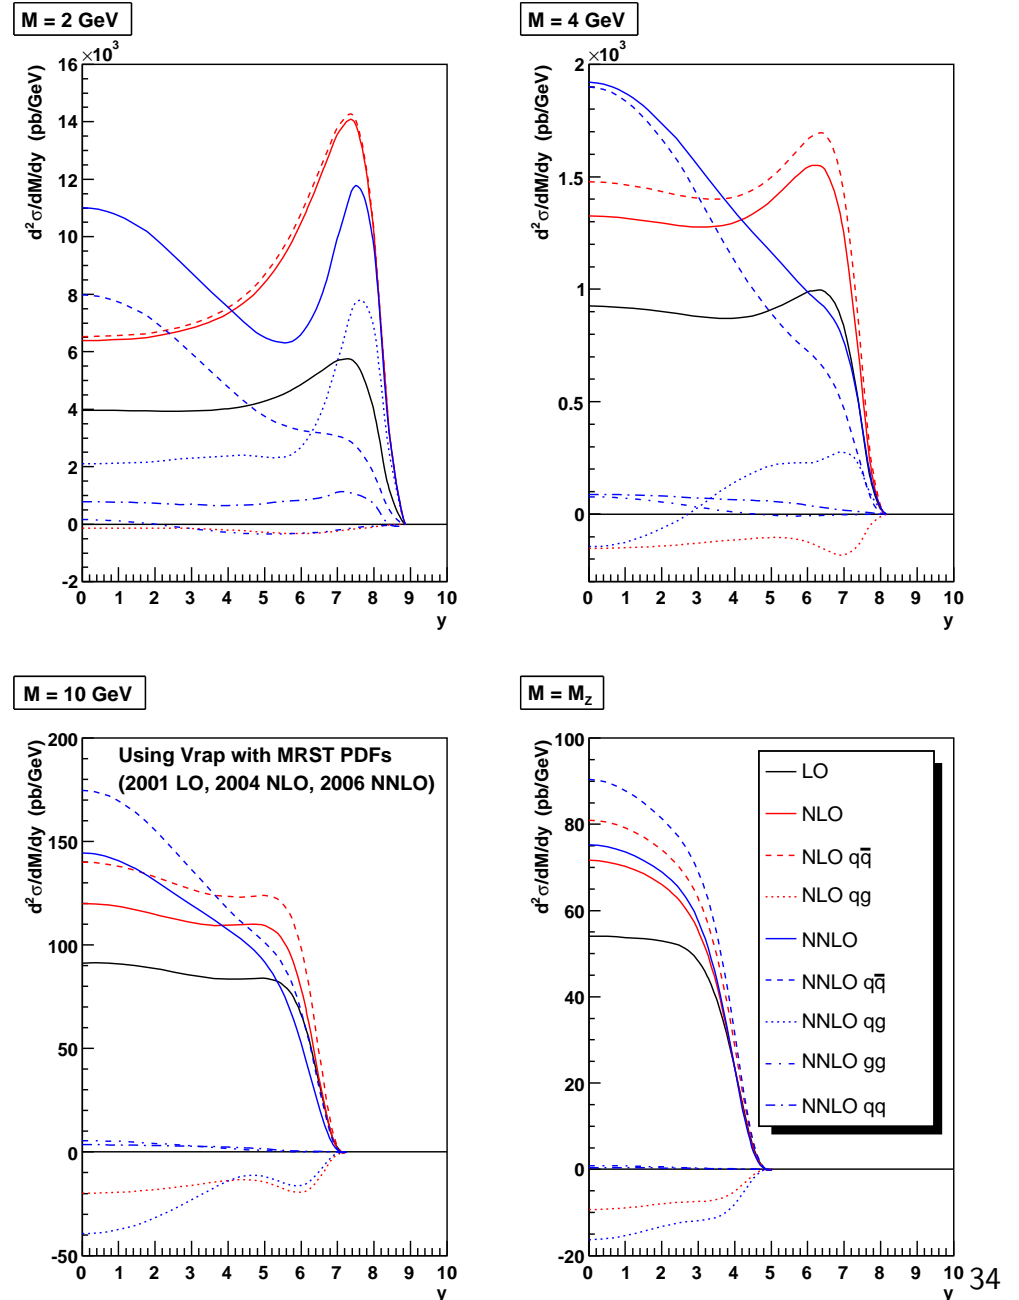 M = 2 GeV
×10³
d²σ/dM/dy (pb/GeV)
16
14
12
10
8
6
4
2
0
-2
0 1 2 3 4 5 6 7 8 9 10
y
M = 4 GeV
×10³
d²σ/dM/dy (pb/GeV)
2
1.5
1
0.5
0
0 1 2 3 4 5 6 7 8 9 10
y
M = 10 GeV
d²σ/dM/dy (pb/GeV)
200
150
100
50
0
-50
Using Vrap with MRST PDFs
(2001 LO, 2004 NLO, 2006 NNLO)
0 1 2 3 4 5 6 7 8 9 10
y
M = M_Z
d²σ/dM/dy (pb/GeV)
100
80
60
40
20
0
-20
LO
NLO
NLO qq̄
NLO qg
NNLO
NNLO qq̄
NNLO qg
NNLO gg
NNLO qq
0 1 2 3 4 5 6 7 8 9 10
y
34